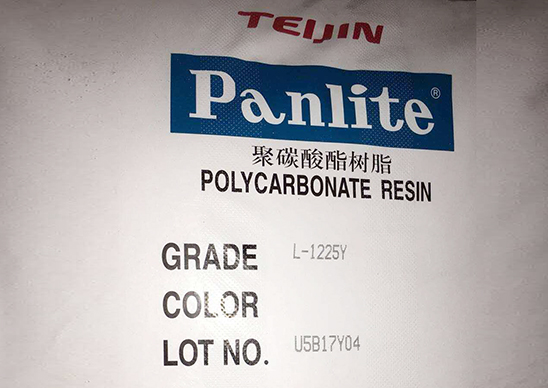 TEIJIN
Panlite®
聚碳酸酯树脂
POLYCARBONATE RESIN
GRADE L-1225Y
COLOR
LOT NO. U5B17Y04